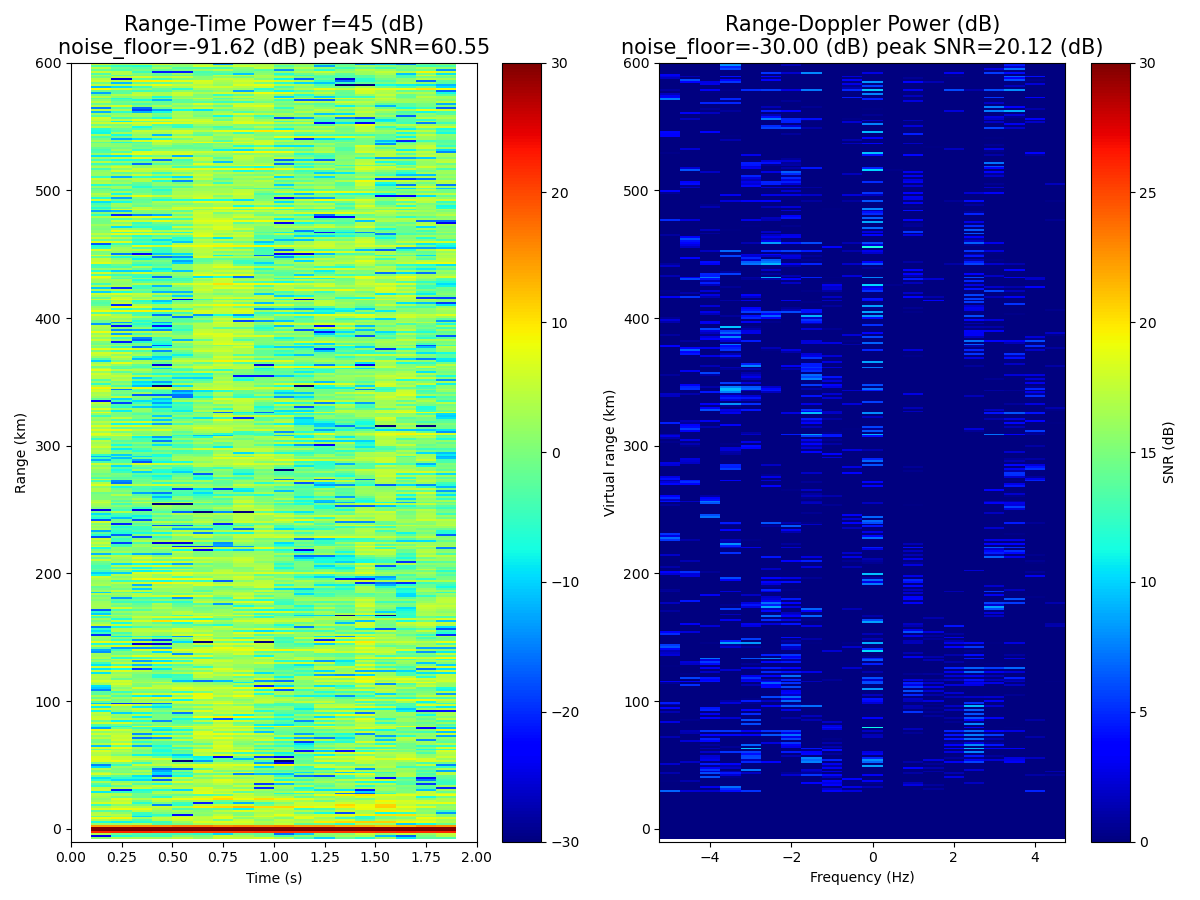 Range-Time Power f=45 (dB)
noise_floor=-91.62 (dB) peak SNR=60.55
Range (km)
600
500
400
300
200
100
0
0.00 0.25 0.50 0.75 1.00 1.25 1.50 1.75 2.00
Time (s)
30
20
10
0
−10
−20
−30
Range-Doppler Power (dB)
noise_floor=-30.00 (dB) peak SNR=20.12 (dB)
Virtual range (km)
600
500
400
300
200
100
0
−4 −2 0 2 4
Frequency (Hz)
30
25
20
15
10
5
0
SNR (dB)